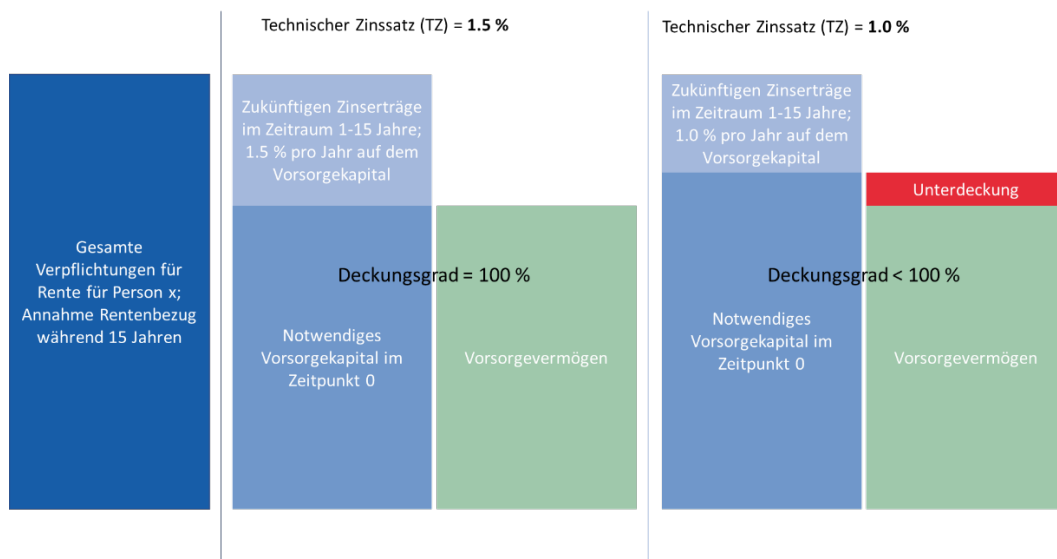 Technischer Zinssatz (TZ) = 1.5 %
Technischer Zinssatz (TZ) = 1.0 %
Gesamte
Verpflichtungen für
Rente für Person x;
Annahme Rentenbezug
während 15 Jahren
Zukünftigen Zinserträge
im Zeitraum 1-15 Jahre;
1.5 % pro Jahr auf dem
Vorsorgekapital
Deckungsgrad = 100 %
Notwendiges
Vorsorgekapital im
Zeitpunkt 0
Vorsorgevermögen
Zukünftigen Zinserträge
im Zeitraum 1-15 Jahre;
1.0 % pro Jahr auf dem
Vorsorgekapital
Unterdeckung
Deckungsgrad < 100 %
Notwendiges
Vorsorgekapital im
Zeitpunkt 0
Vorsorgevermögen